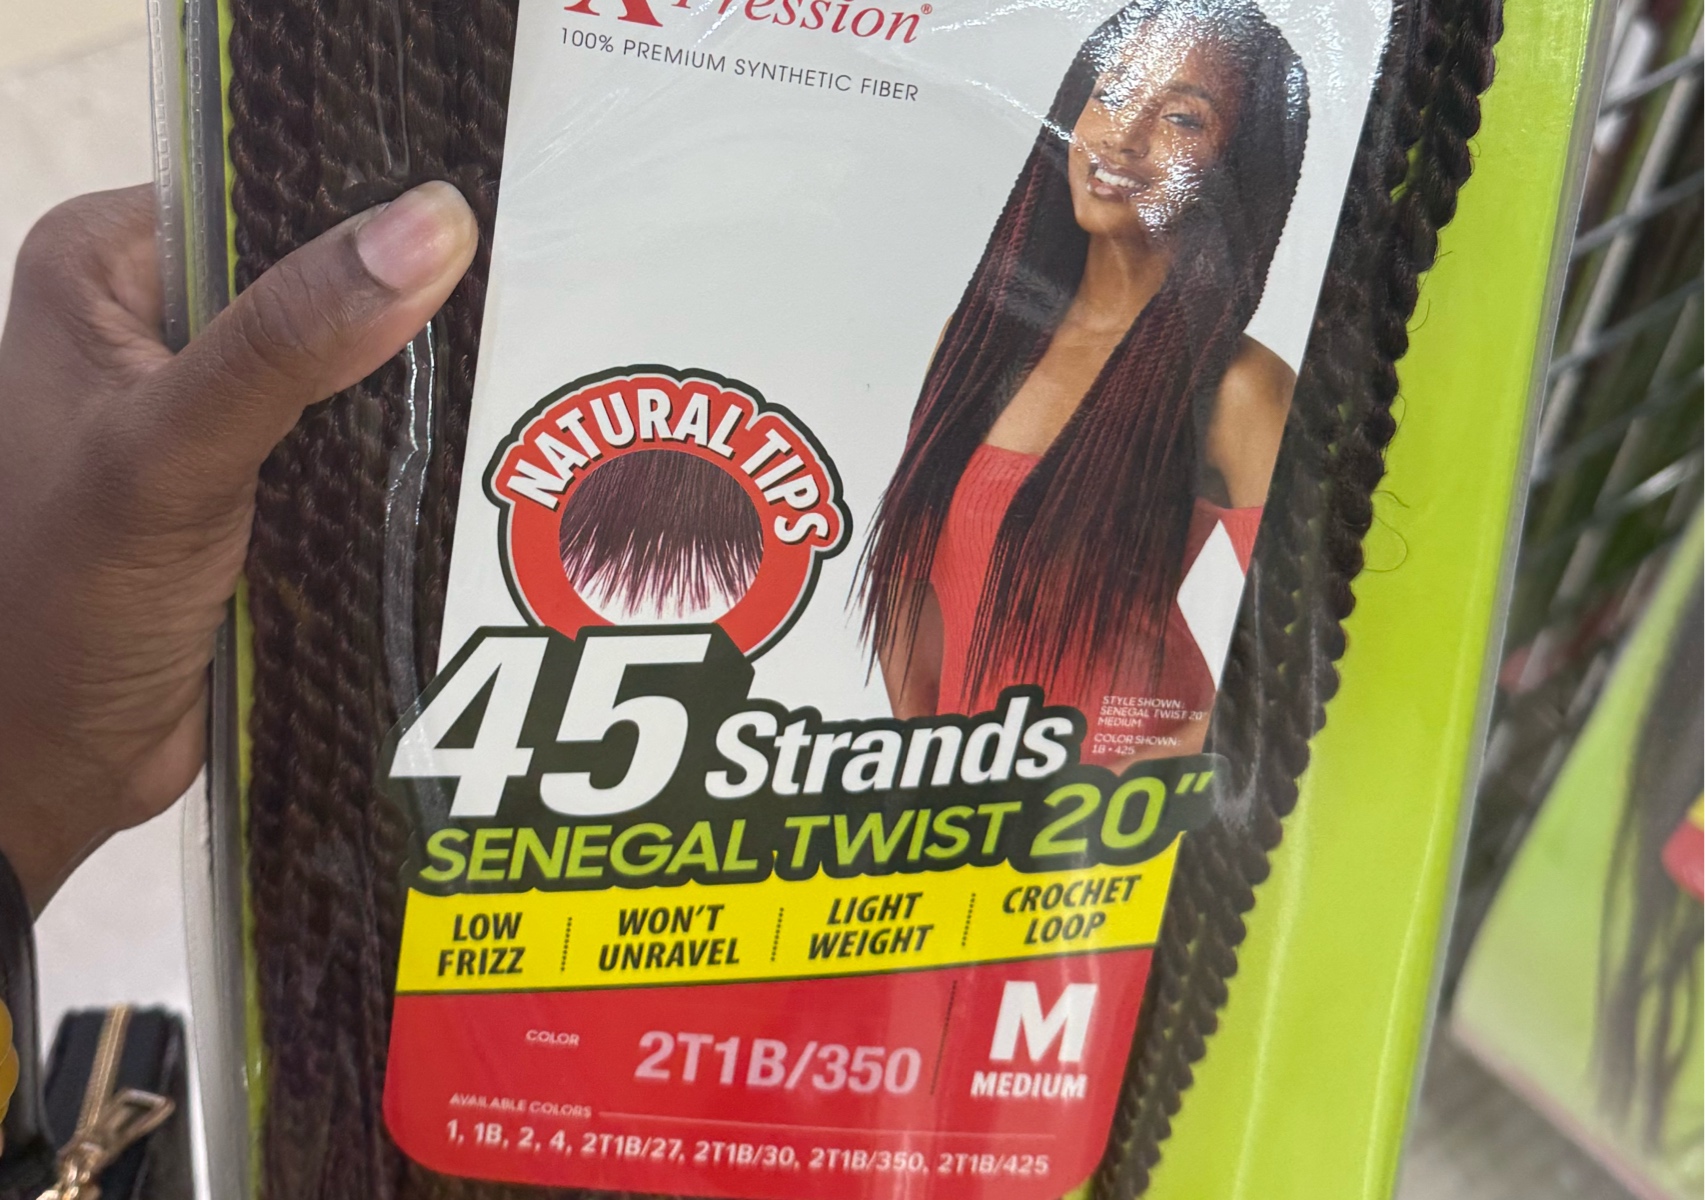 X-pression®
100% PREMIUM SYNTHETIC FIBER
NATURAL TIPS
45 Strands
SENEGAL TWIST 20"
STYLE SHOWN:
SENEGAL TWIST 20"
MEDIUM
COLOR SHOWN:
1B • 425
LOW
FRIZZ
WON'T
UNRAVEL
LIGHT
WEIGHT
CROCHET
LOOP
COLOR
2T1B/350
M
MEDIUM
AVAILABLE COLORS
1, 1B, 2, 4, 2T1B/27, 2T1B/30, 2T1B/350, 2T1B/425